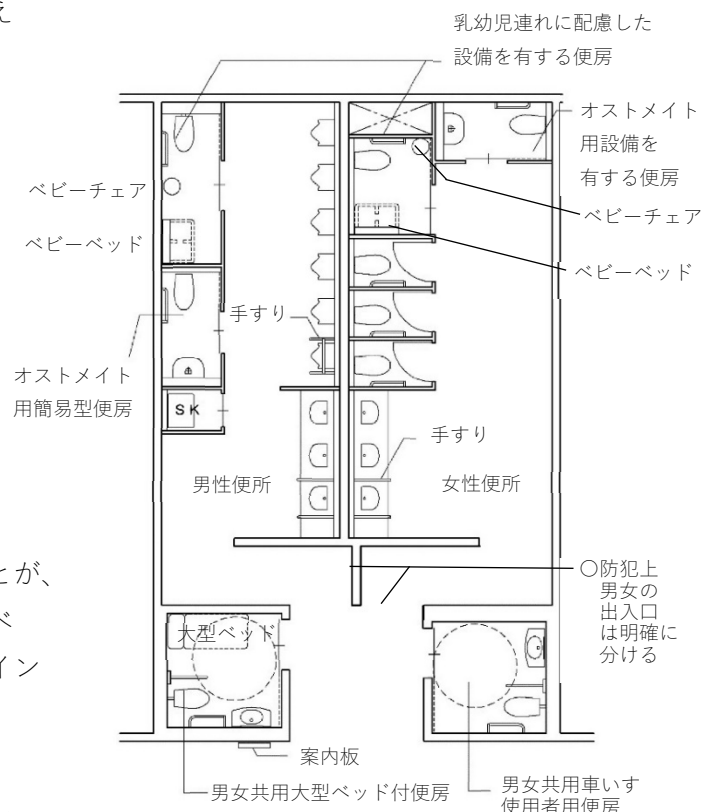 え
乳幼児連れに配慮した
設備を有する便房
オストメイト
用設備を
有する便房
ベビーチェア
ベビーチェア
ベビーベッド
ベビーベッド
手すり
オストメイト
用簡易型便房
SK
手すり
男性便所
女性便所
とが、
べ
イン
○防犯上
男女の
出入口
は明確に
分ける
大型ベッド
案内板
男女共用大型ベッド付便房
男女共用車いす
使用者用便房